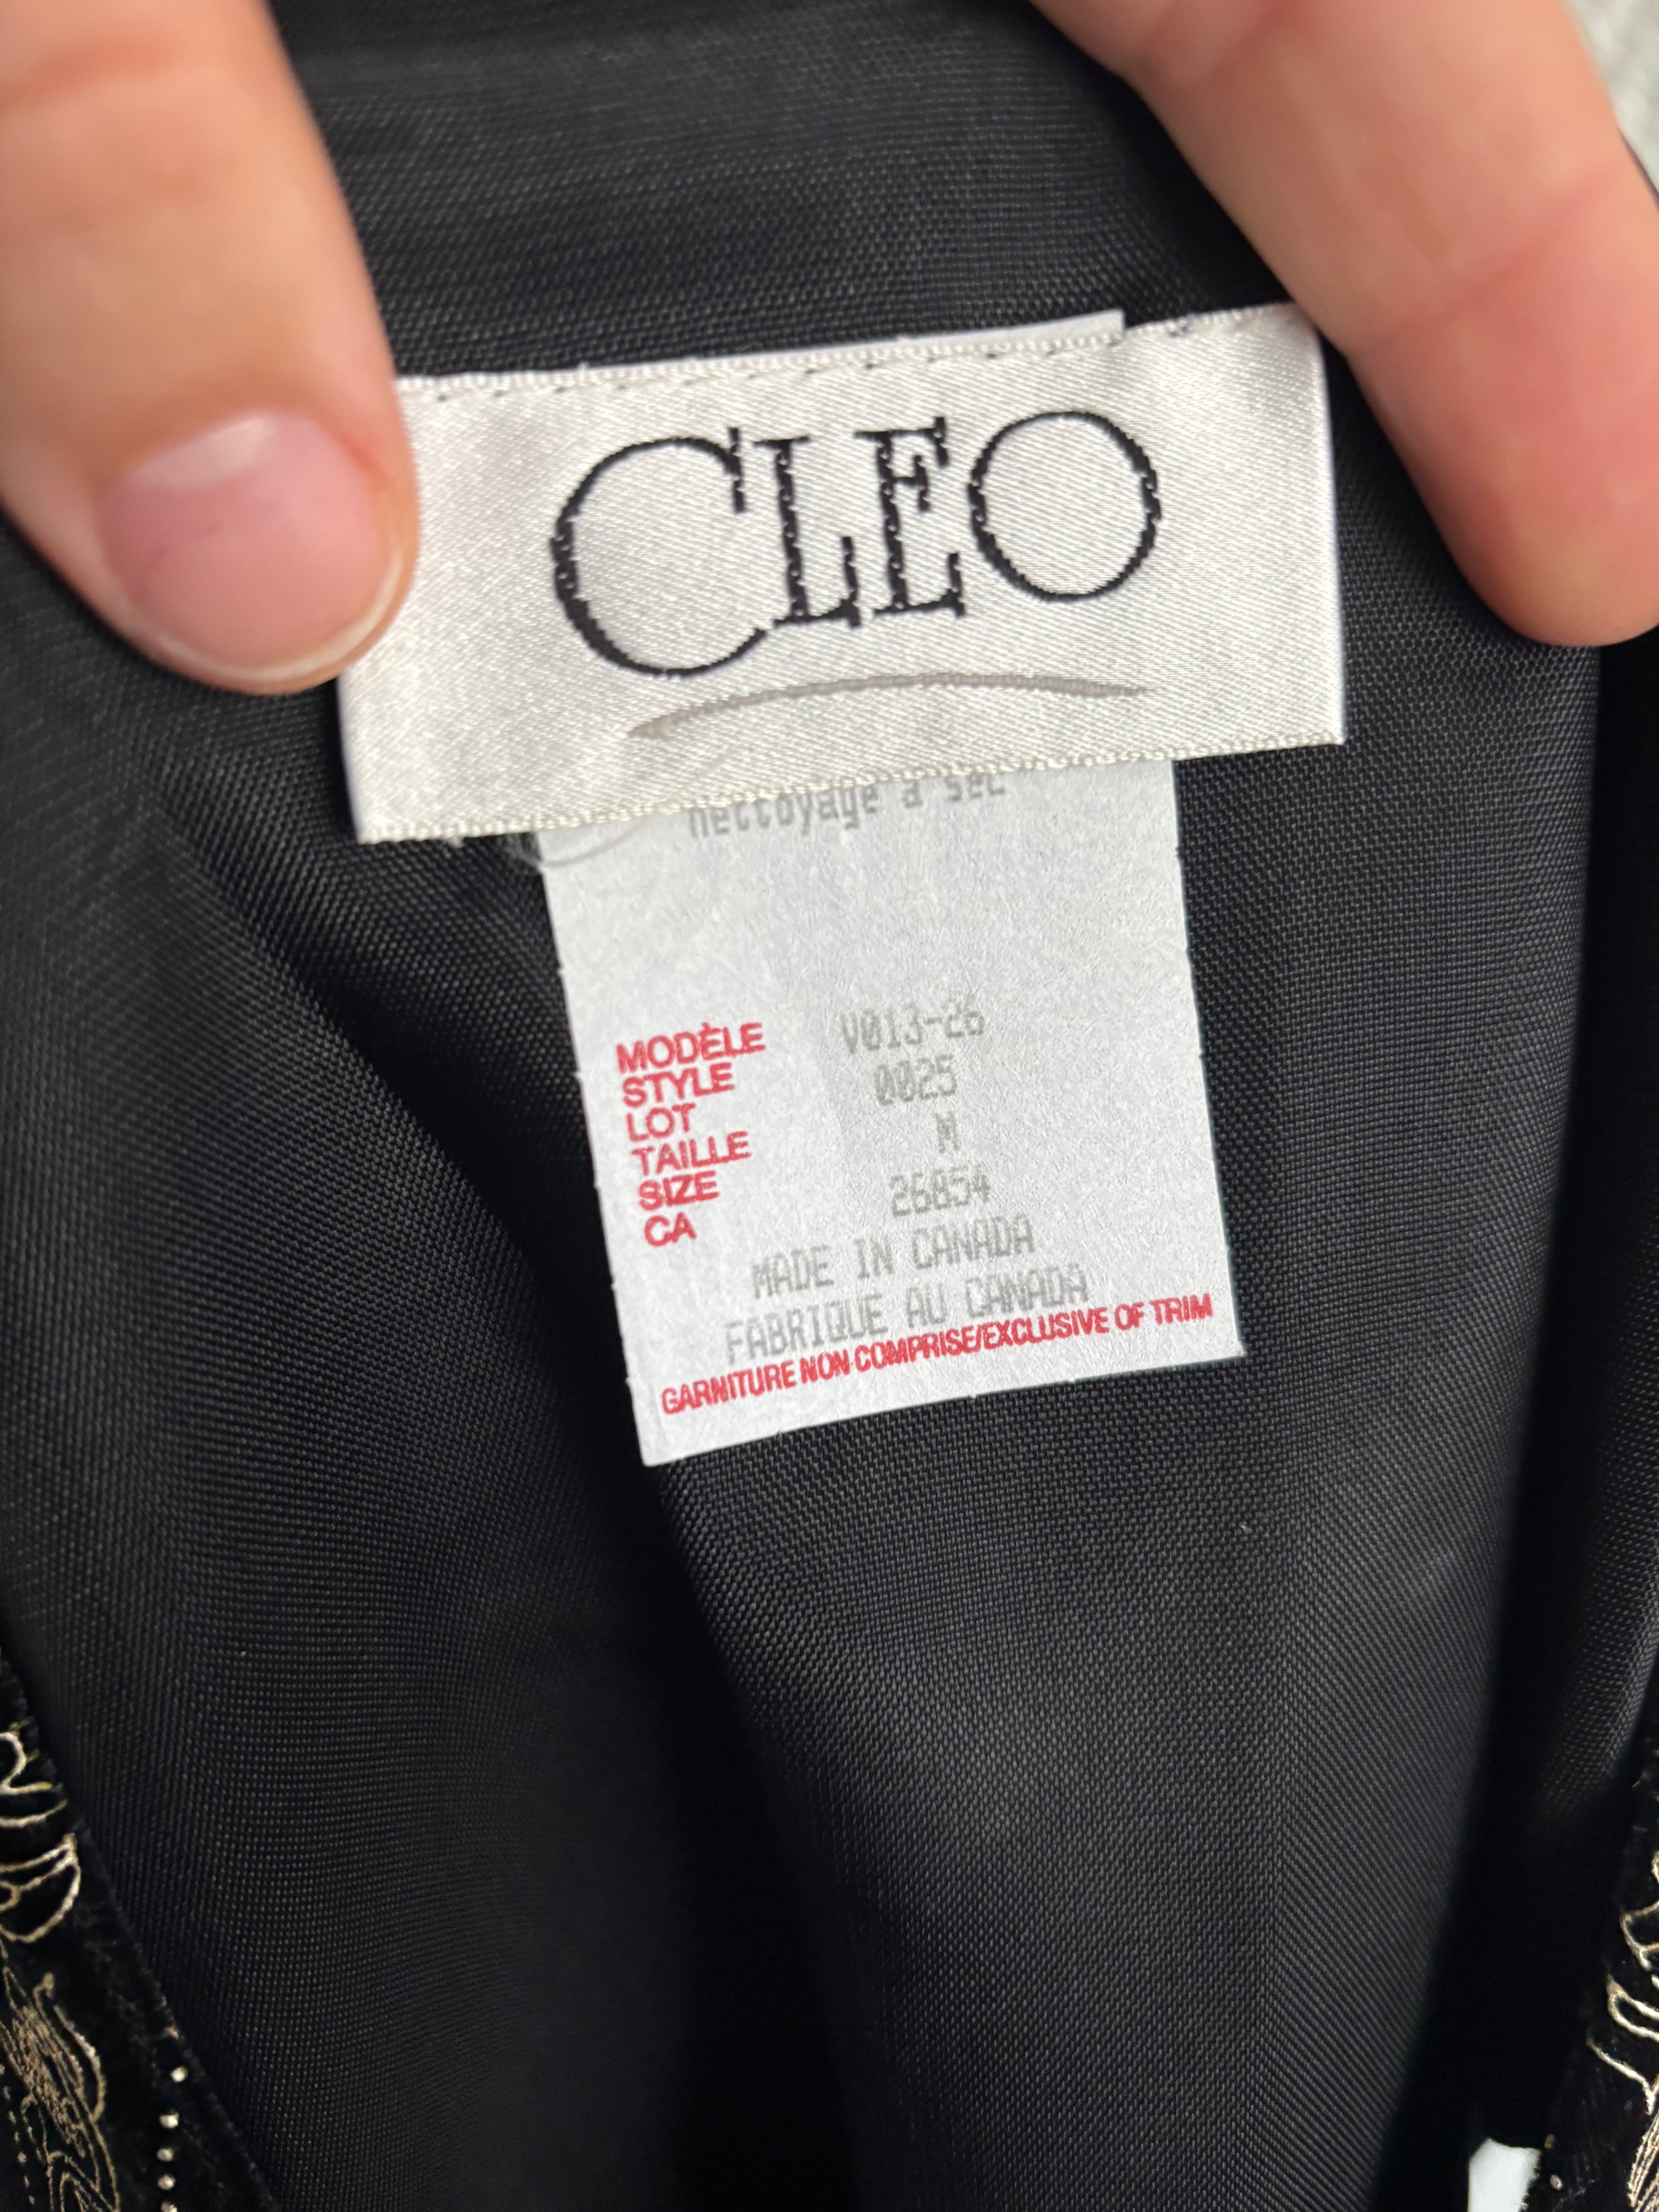 CLEO
nettoyage à sec
MODÈLE V013-26
STYLE 0025
LOT
TAILLE M
SIZE 26854
CA
MADE IN CANADA
FABRIQUE AU CANADA
GARNITURE NON COMPRISE/EXCLUSIVE OF TRIM